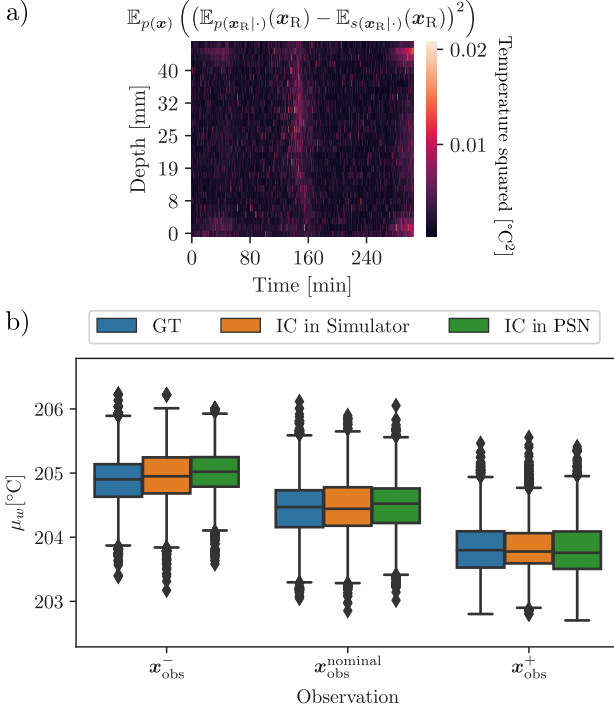 a)
𝔼_{p(𝒙)} ( ( 𝔼_{p(𝒙_R|·)}(𝒙_R) − 𝔼_{s(𝒙_R|·)}(𝒙_R) )^2 )
40
32
25
19
8
0
Depth [mm]
0 80 160 240
Time [min]
0.02
0.01
Temperature squared [°C²]
b)
GT IC in Simulator IC in PSN
206
205
204
203
μ_w[°C]
𝒙_obs^− 𝒙_obs^nominal 𝒙_obs^+
Observation